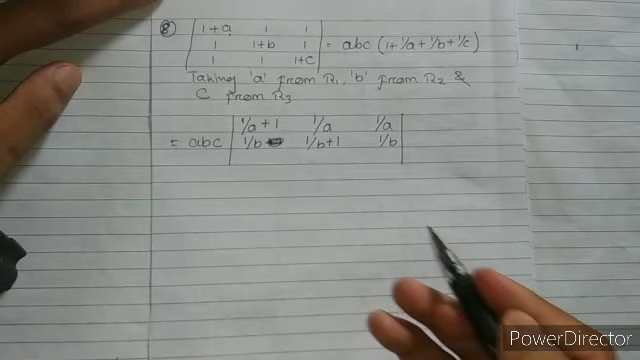 8
| 1+a 1 1 |
| 1 1+b 1 | = abc (1+1/a+1/b+1/c)
| 1 1 1+c |
Taking 'a' from R1, 'b' from R2 &
C from R3
| 1/a+1 1/a 1/a |
= abc | 1/b 1/b+1 1/b |
PowerDirector